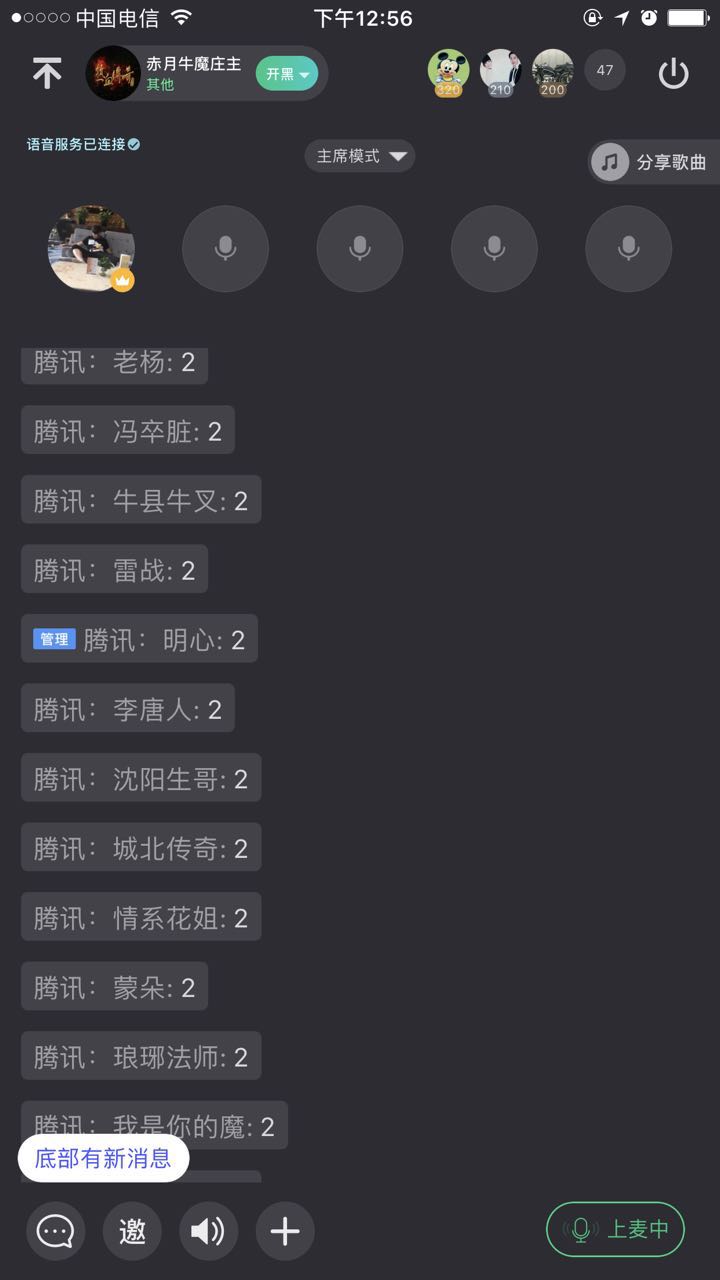 中国电信 下午12:56
赤月牛魔庄主
其他
开黑
320 210 200 47
语音服务已连接
主席模式
分享歌曲
腾讯: 老杨: 2
腾讯: 冯卒脏: 2
腾讯: 牛县牛叉: 2
腾讯: 雷战: 2
管理 腾讯: 明心: 2
腾讯: 李唐人: 2
腾讯: 沈阳生哥: 2
腾讯: 城北传奇: 2
腾讯: 情系花姐: 2
腾讯: 蒙朵: 2
腾讯: 琅琊法师: 2
腾讯: 我是你的魔: 2
底部有新消息
邀
上麦中